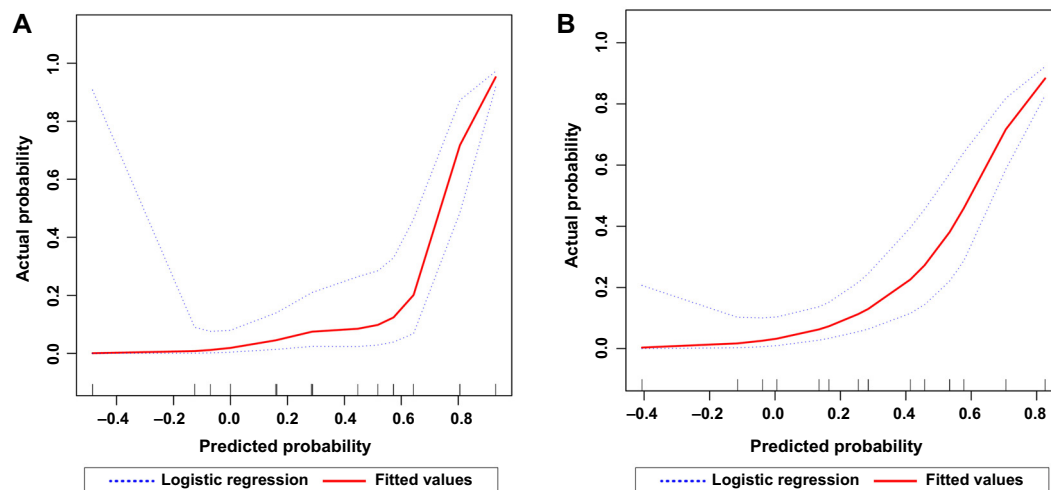 A
Actual probability
1.0
0.8
0.6
0.4
0.2
0.0
–0.4 –0.2 0.0 0.2 0.4 0.6 0.8
Predicted probability
Logistic regression Fitted values
B
Actual probability
1.0
0.8
0.6
0.4
0.2
0.0
–0.4 –0.2 0.0 0.2 0.4 0.6 0.8
Predicted probability
Logistic regression Fitted values